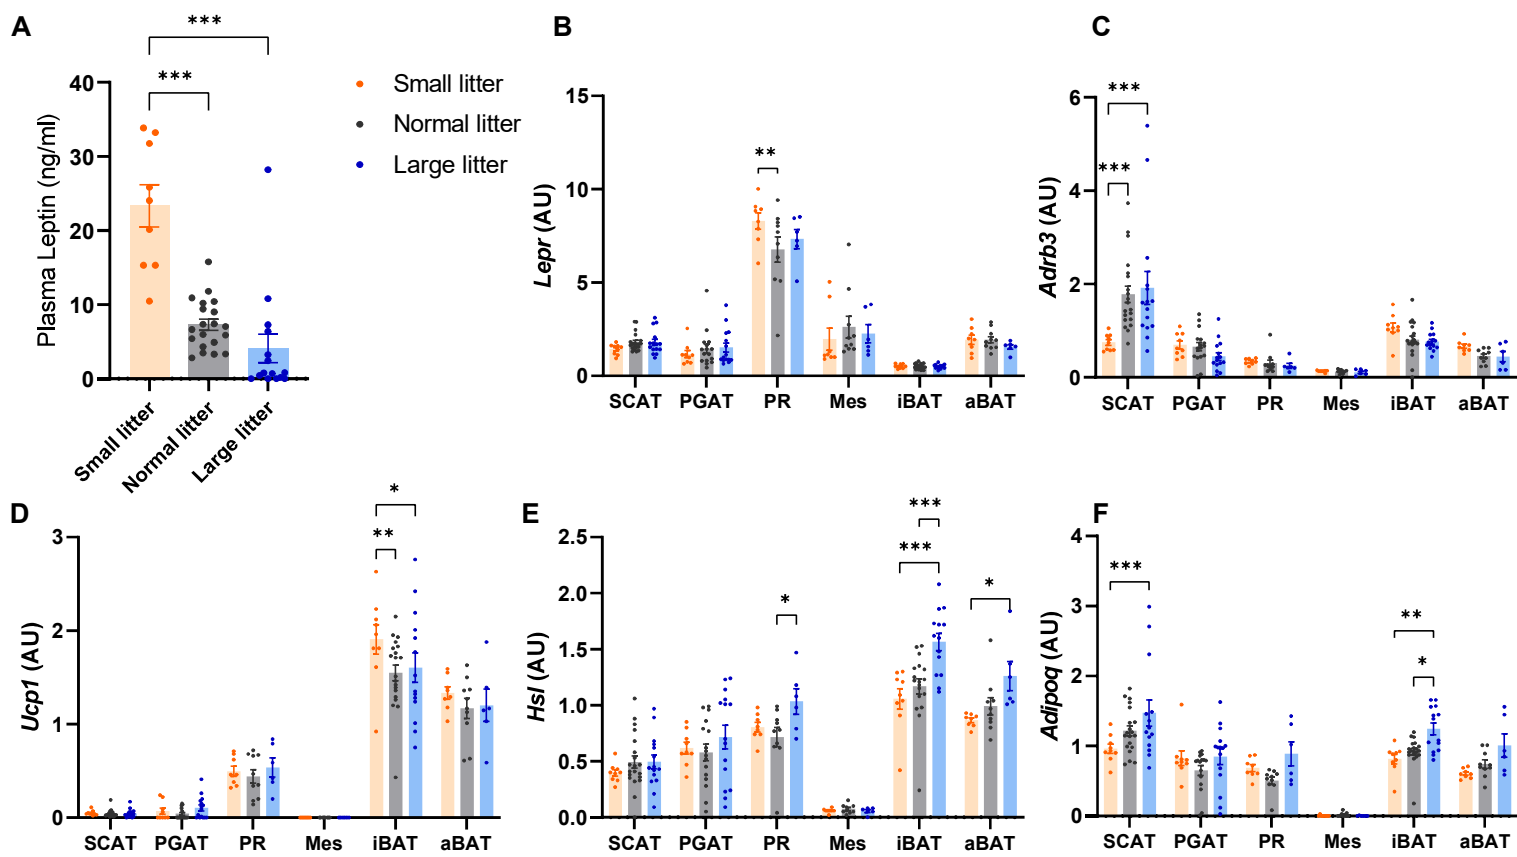 A
***
***
40
30
20
10
0
Plasma Leptin (ng/ml)
Small litter
Normal litter
Large litter
Small litter
Normal litter
Large litter
B
15
10
5
0
Lepr (AU)
**
SCAT PGAT PR Mes iBAT aBAT
C
6
4
2
0
Adrb3 (AU)
***
***
SCAT PGAT PR Mes iBAT aBAT
D
3
2
1
0
Ucp1 (AU)
*
**
SCAT PGAT PR Mes iBAT aBAT
E
2.5
2.0
1.5
1.0
0.5
0.0
Hsl (AU)
***
***
*
*
SCAT PGAT PR Mes iBAT aBAT
F
4
3
2
1
0
Adipoq (AU)
***
**
*
SCAT PGAT PR Mes iBAT aBAT